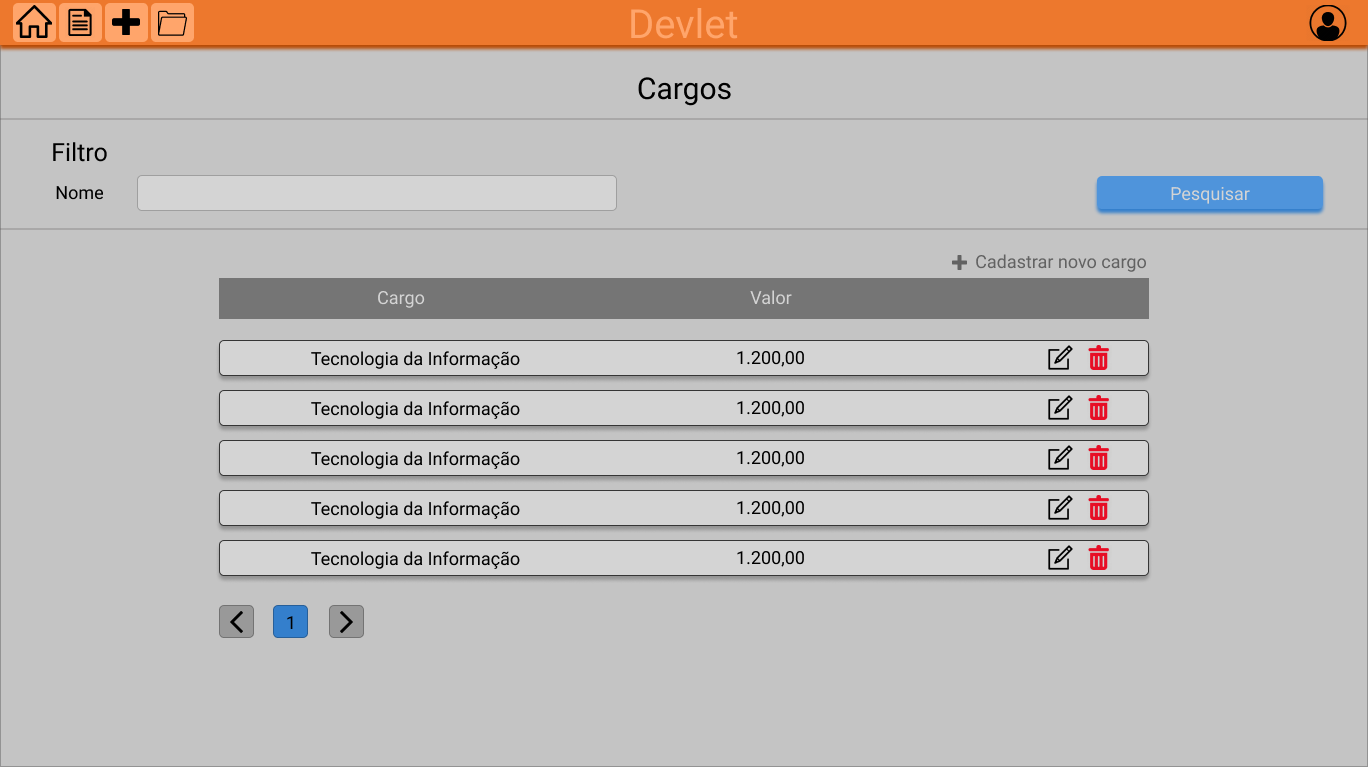 Devlet
Cargos
Filtro
Nome
Pesquisar
Cadastrar novo cargo
Cargo Valor
Tecnologia da Informação 1.200,00
Tecnologia da Informação 1.200,00
Tecnologia da Informação 1.200,00
Tecnologia da Informação 1.200,00
Tecnologia da Informação 1.200,00
1